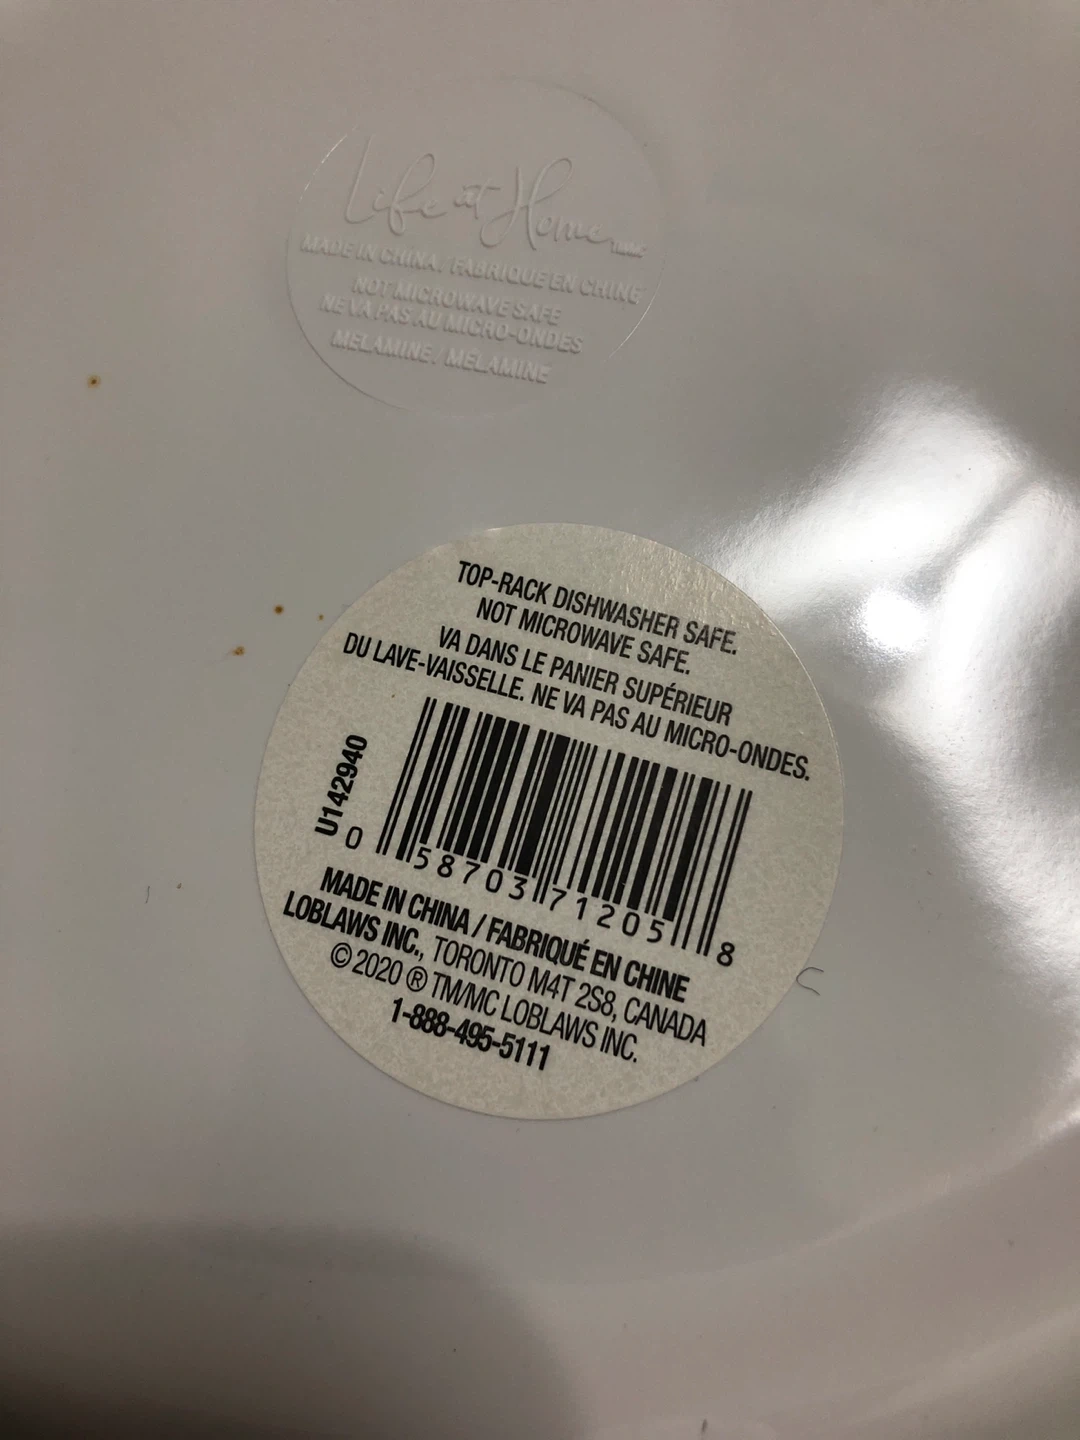 Life at Home TM/MC
MADE IN CHINA / FABRIQUÉ EN CHINE
NOT MICROWAVE SAFE
NE VA PAS AU MICRO-ONDES
MELAMINE / MÉLAMINE
TOP-RACK DISHWASHER SAFE.
NOT MICROWAVE SAFE.
VA DANS LE PANIER SUPÉRIEUR
DU LAVE-VAISSELLE. NE VA PAS AU MICRO-ONDES.
U142940
0 58703 71205 8
MADE IN CHINA / FABRIQUÉ EN CHINE
LOBLAWS INC., TORONTO M4T 2S8, CANADA
© 2020 ® TM/MC LOBLAWS INC.
1-888-495-5111